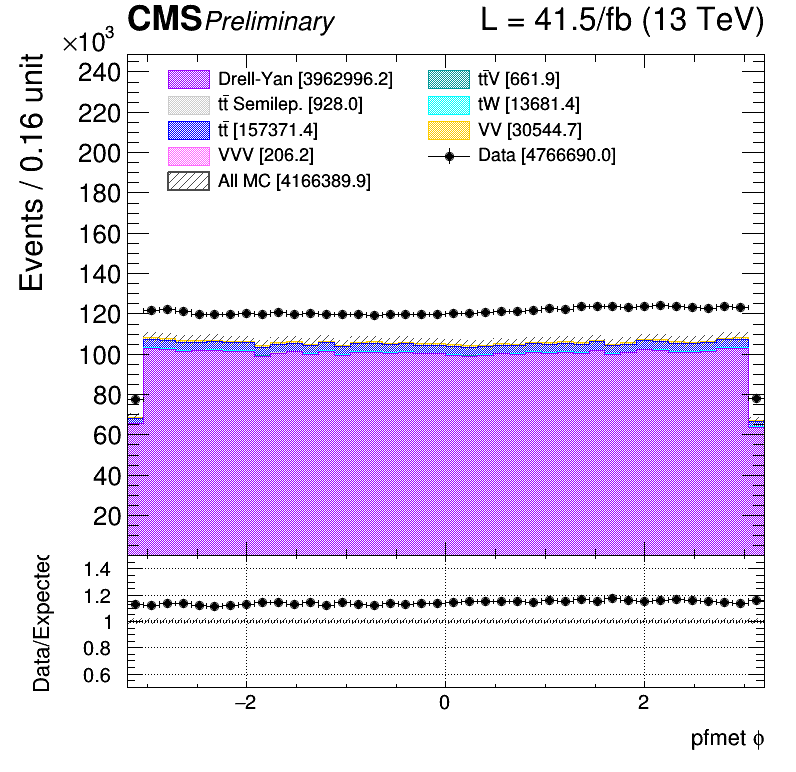 CMS Preliminary L = 41.5/fb (13 TeV)
×10³
Events / 0.16 unit
240
220
200
180
160
140
120
100
80
60
40
20
Drell-Yan [3962996.2]
tt̄ Semilep. [928.0]
tt̄ [157371.4]
VVV [206.2]
All MC [4166389.9]
tt̄V [661.9]
tW [13681.4]
VV [30544.7]
Data [4766690.0]
Data/Expected
1.4
1.2
1
0.8
0.6
−2 0 2
pfmet ϕ